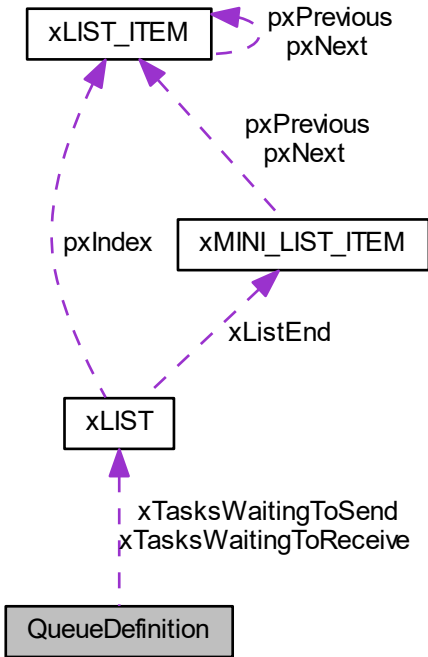 xLIST_ITEM
pxPrevious
pxNext
pxPrevious
pxNext
pxIndex
xMINI_LIST_ITEM
xListEnd
xLIST
xTasksWaitingToSend
xTasksWaitingToReceive
QueueDefinition